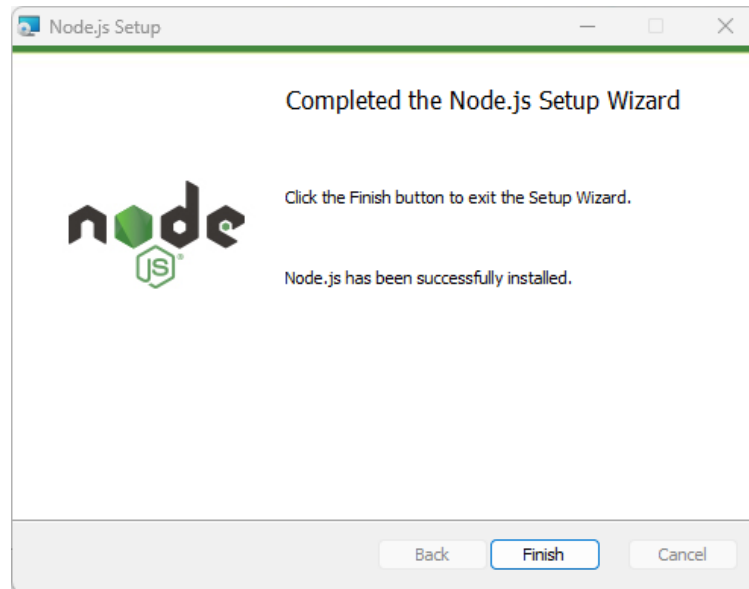 Node.js Setup
Completed the Node.js Setup Wizard
node
JS®
Click the Finish button to exit the Setup Wizard.
Node.js has been successfully installed.
Back Finish Cancel